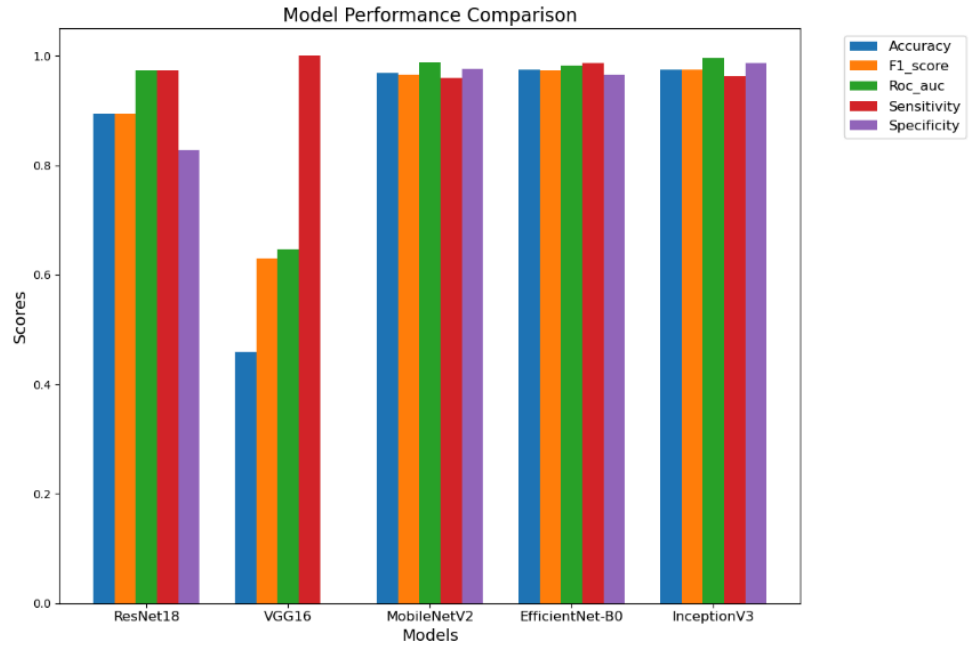 Model Performance Comparison
Accuracy
F1_score
Roc_auc
Sensitivity
Specificity
Scores
1.0
0.8
0.6
0.4
0.2
0.0
ResNet18
VGG16
MobileNetV2
EfficientNet-B0
InceptionV3
Models